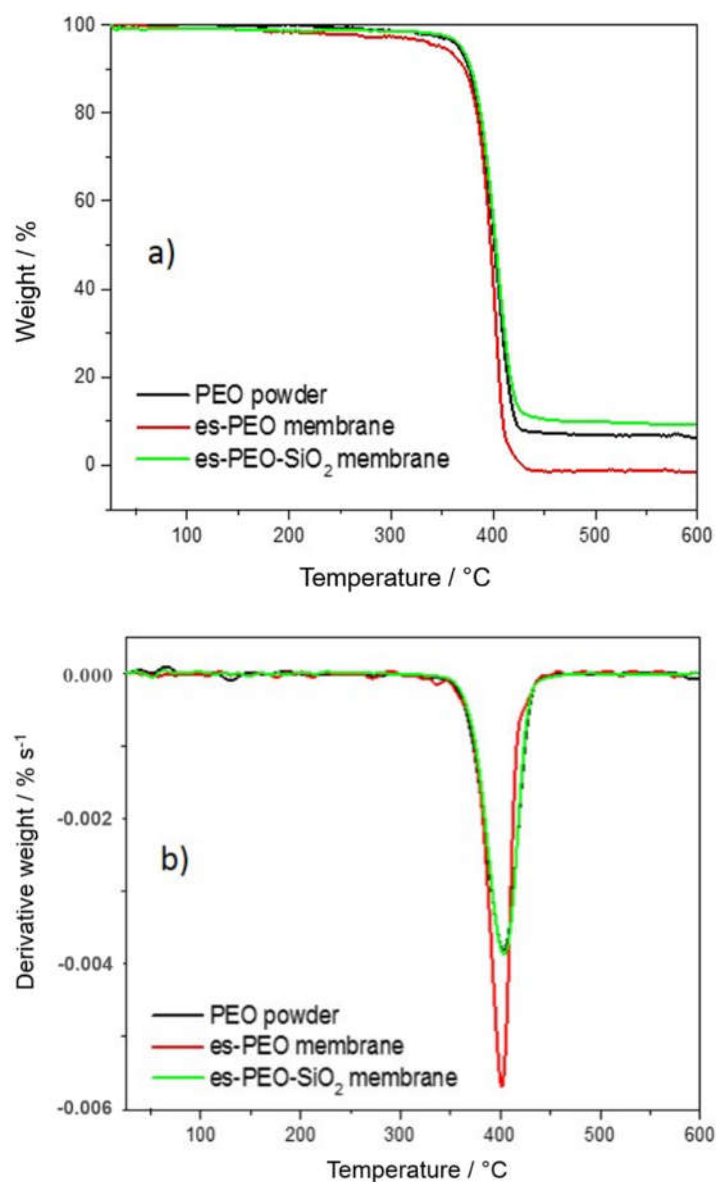 100
80
60
40
20
0
Weight / %
a)
PEO powder
es-PEO membrane
es-PEO-SiO₂ membrane
100
200
300
400
500
600
Temperature / °C
0.000
-0.002
-0.004
-0.006
Derivative weight / % s⁻¹
b)
PEO powder
es-PEO membrane
es-PEO-SiO₂ membrane
100
200
300
400
500
600
Temperature / °C